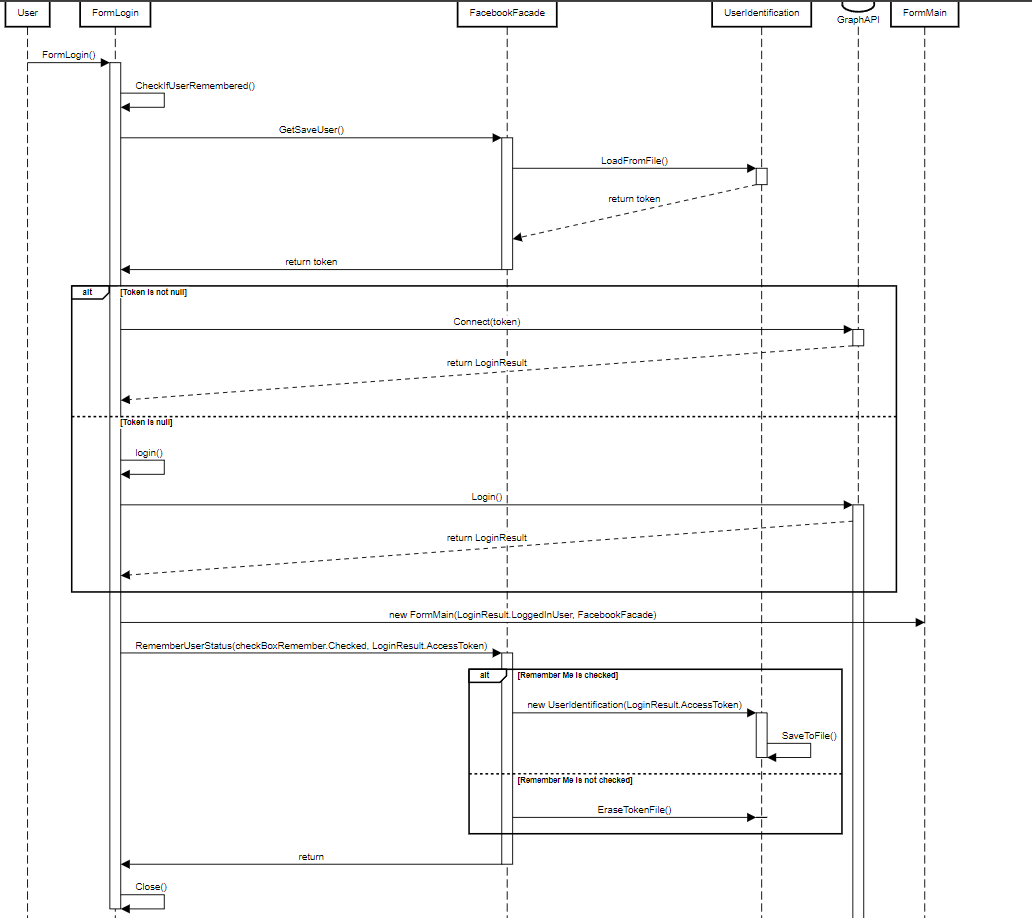 User
FormLogin
FacebookFacade
UserIdentification
GraphAPI
FormMain
FormLogin()
CheckIfUserRemembered()
GetSaveUser()
LoadFromFile()
return token
return token
alt
[Token is not null]
Connect(token)
return LoginResult
[Token is null]
login()
Login()
return LoginResult
new FormMain(LoginResult.LoggedInUser, FacebookFacade)
RememberUserStatus(checkBoxRemember.Checked, LoginResult.AccessToken)
alt
[Remember Me is checked]
new UserIdentification(LoginResult.AccessToken)
SaveToFile()
[Remember Me is not checked]
EraseTokenFile()
return
Close()